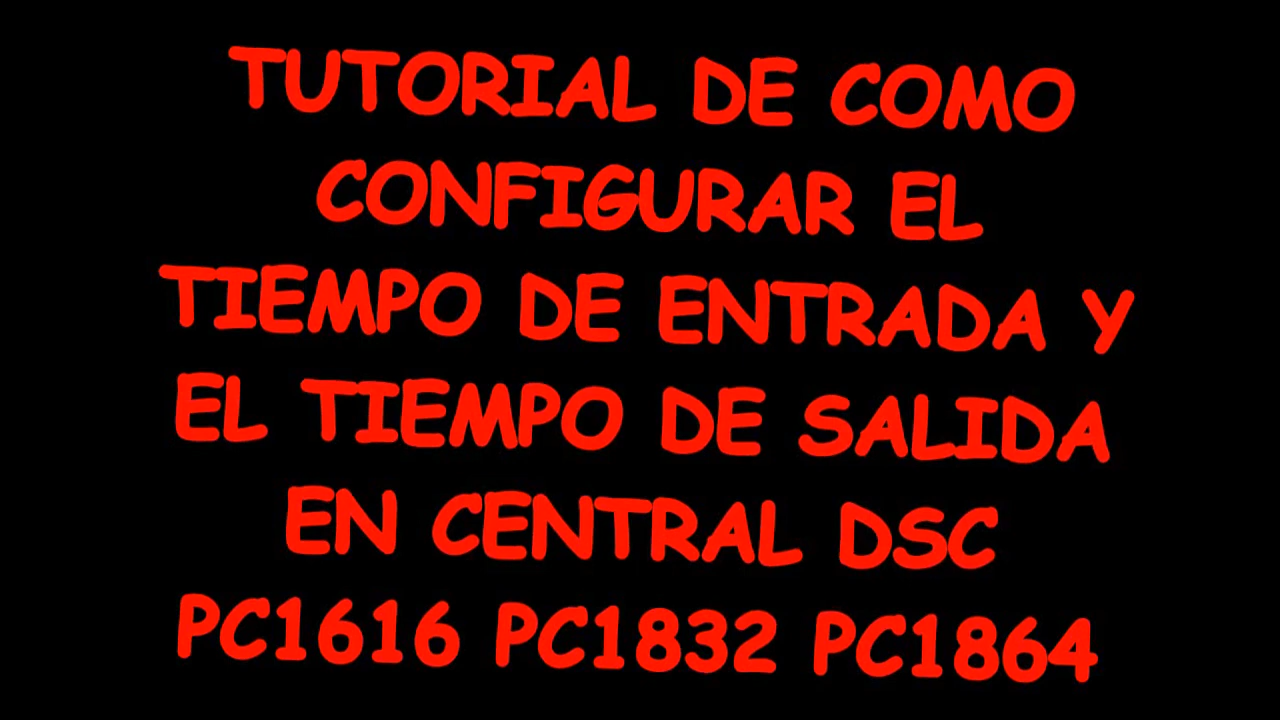 TUTORIAL DE COMO
CONFIGURAR EL
TIEMPO DE ENTRADA Y
EL TIEMPO DE SALIDA
EN CENTRAL DSC
PC1616 PC1832 PC1864